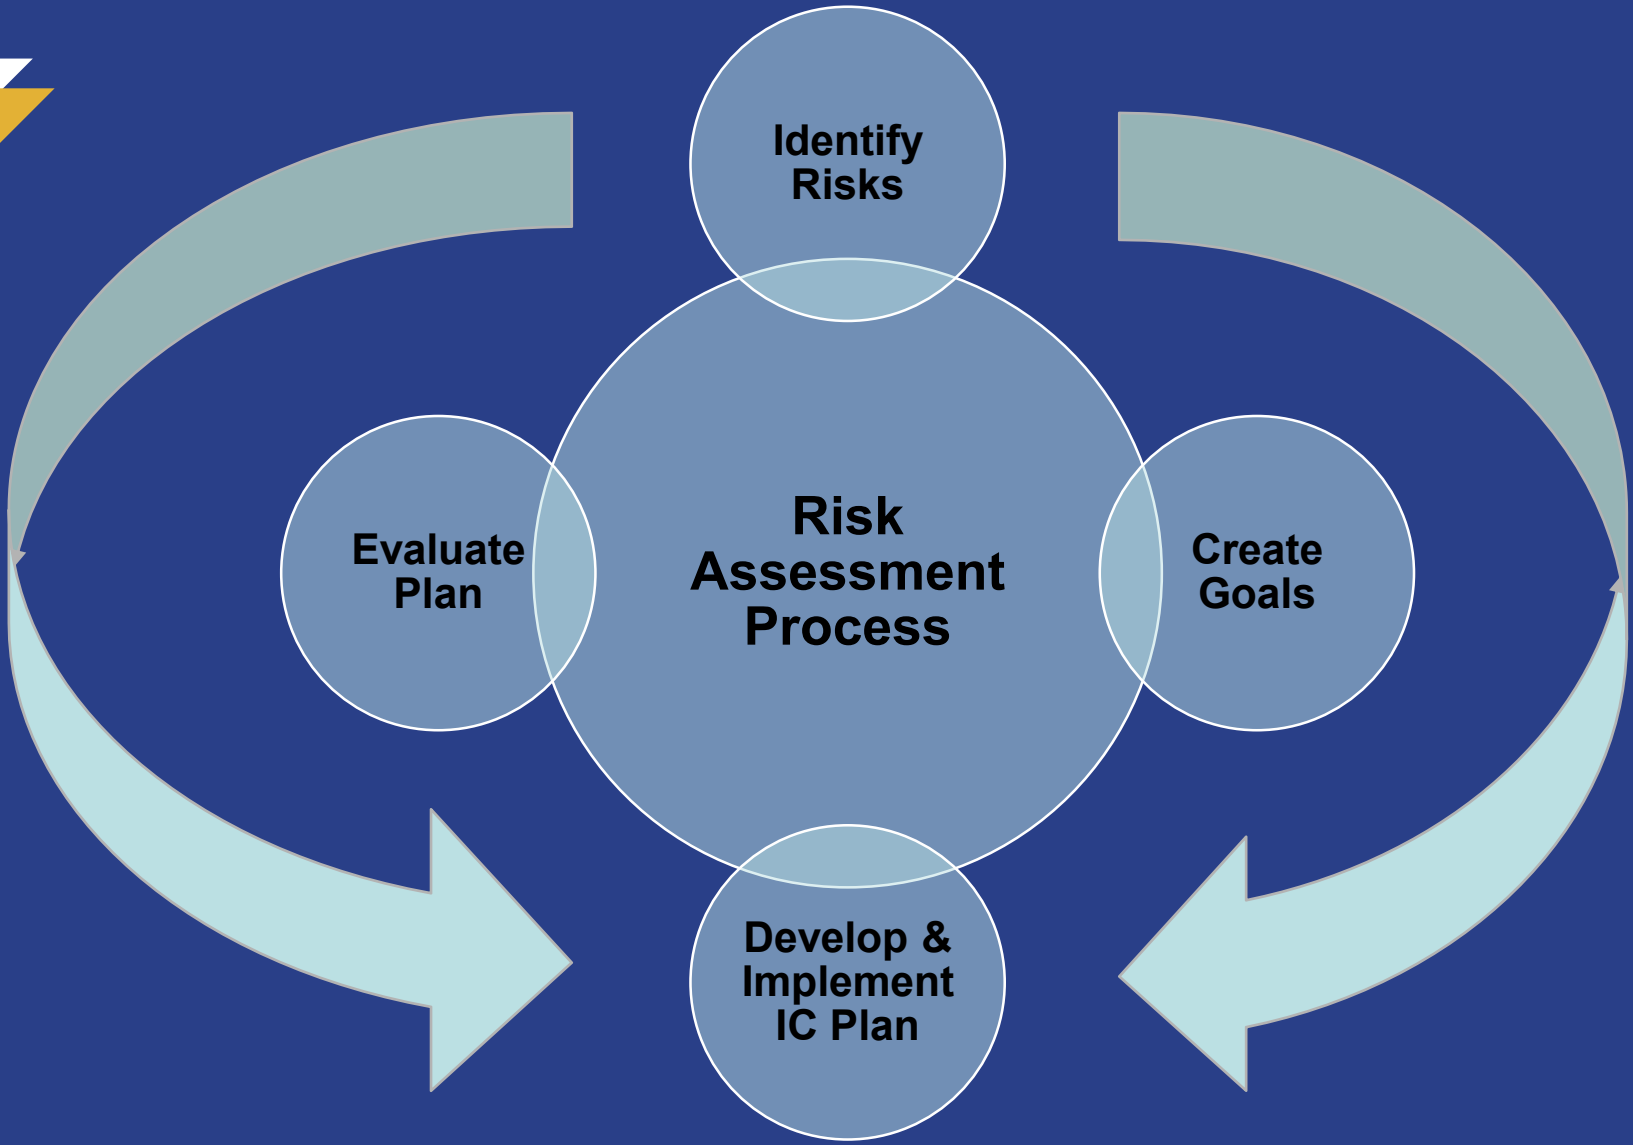 Identify
Risks
Evaluate
Plan
Risk
Assessment
Process
Create
Goals
Develop &
Implement
IC Plan